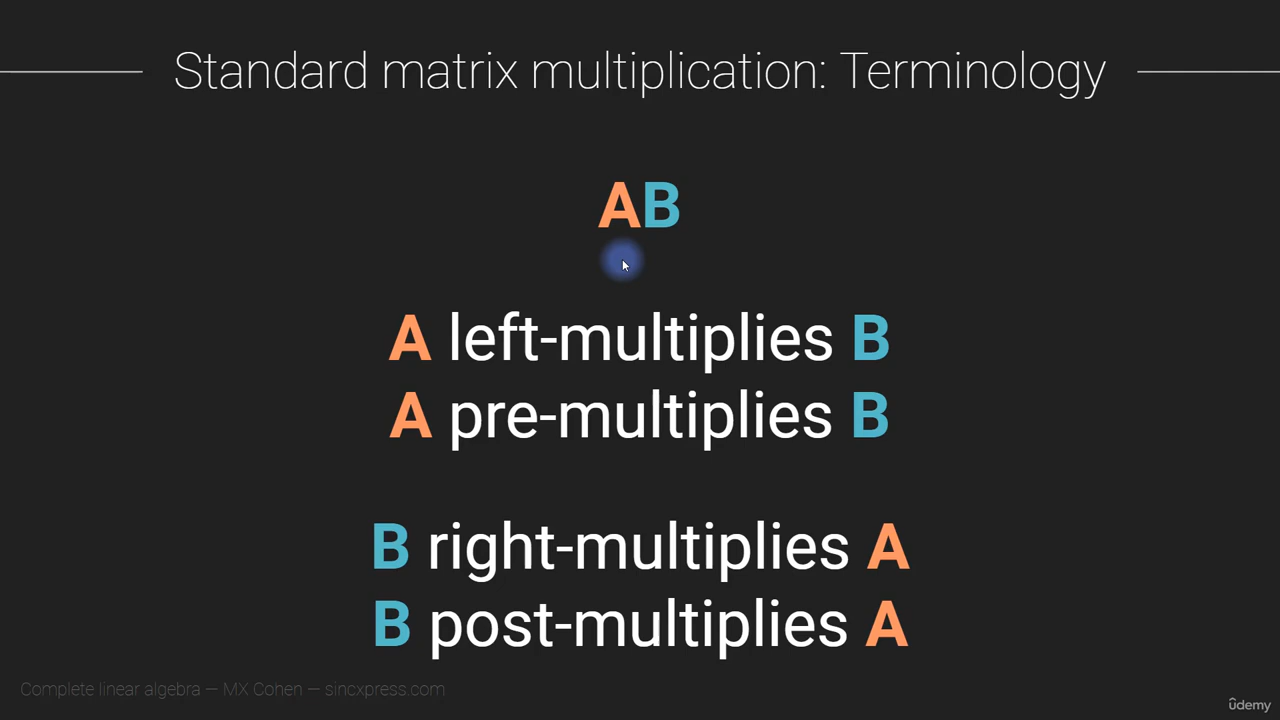 Standard matrix multiplication: Terminology
AB
A left-multiplies B
A pre-multiplies B
B right-multiplies A
B post-multiplies A
Complete linear algebra — MX Cohen — sincxpress.com
ûdemy